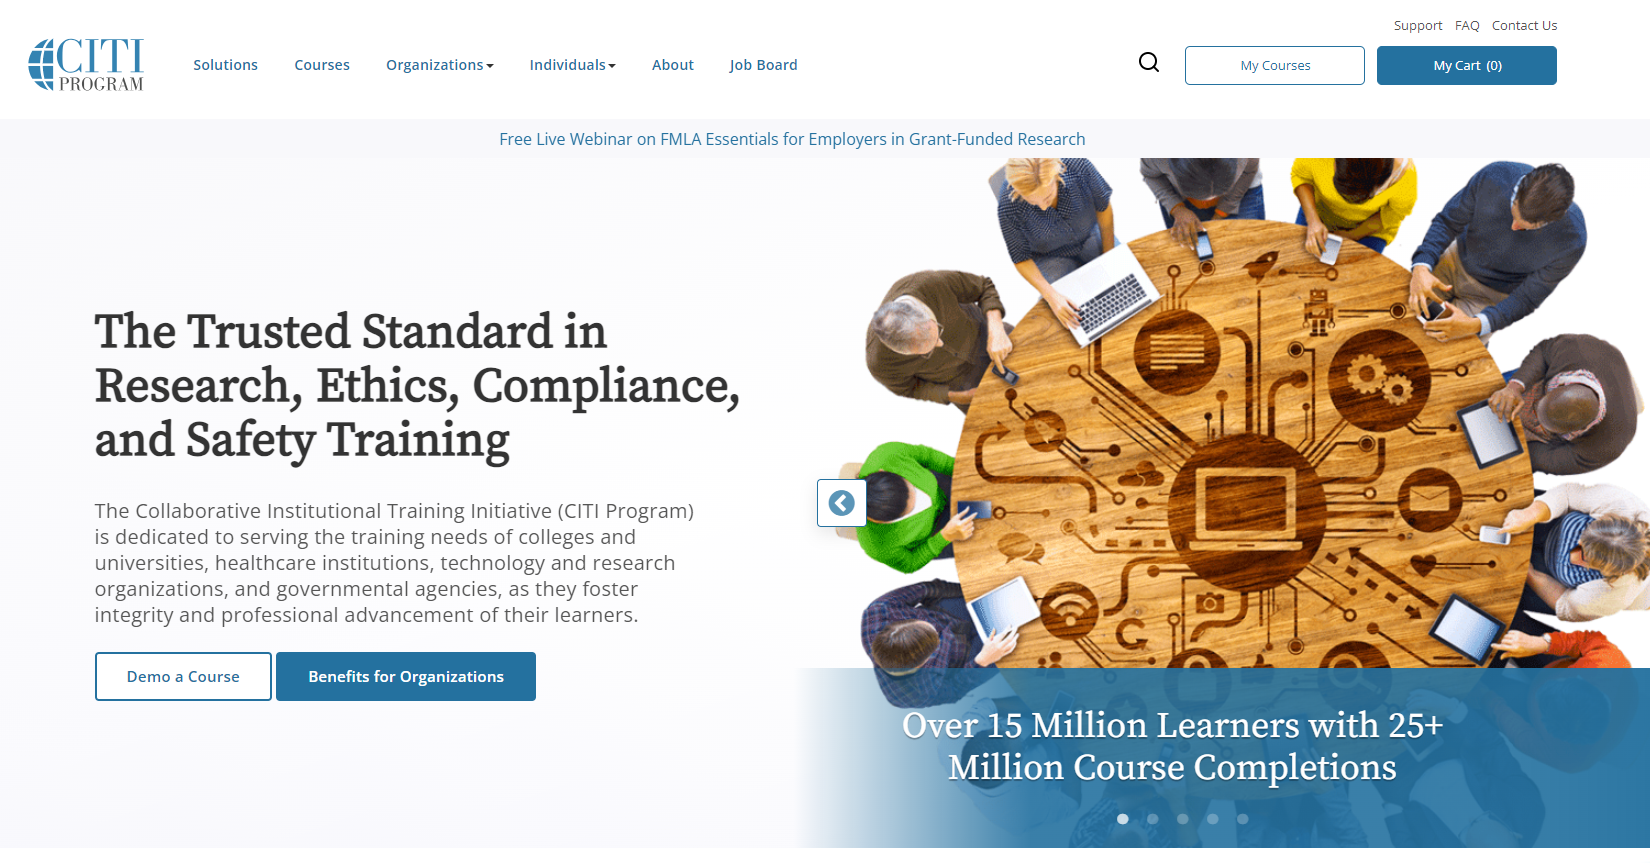 Support FAQ Contact Us
CITI
PROGRAM
Solutions Courses Organizations Individuals About Job Board My Courses My Cart (0)
Free Live Webinar on FMLA Essentials for Employers in Grant-Funded Research
The Trusted Standard in
Research, Ethics, Compliance,
and Safety Training
The Collaborative Institutional Training Initiative (CITI Program)
is dedicated to serving the training needs of colleges and
universities, healthcare institutions, technology and research
organizations, and governmental agencies, as they foster
integrity and professional advancement of their learners.
Demo a Course Benefits for Organizations
Over 15 Million Learners with 25+
Million Course Completions